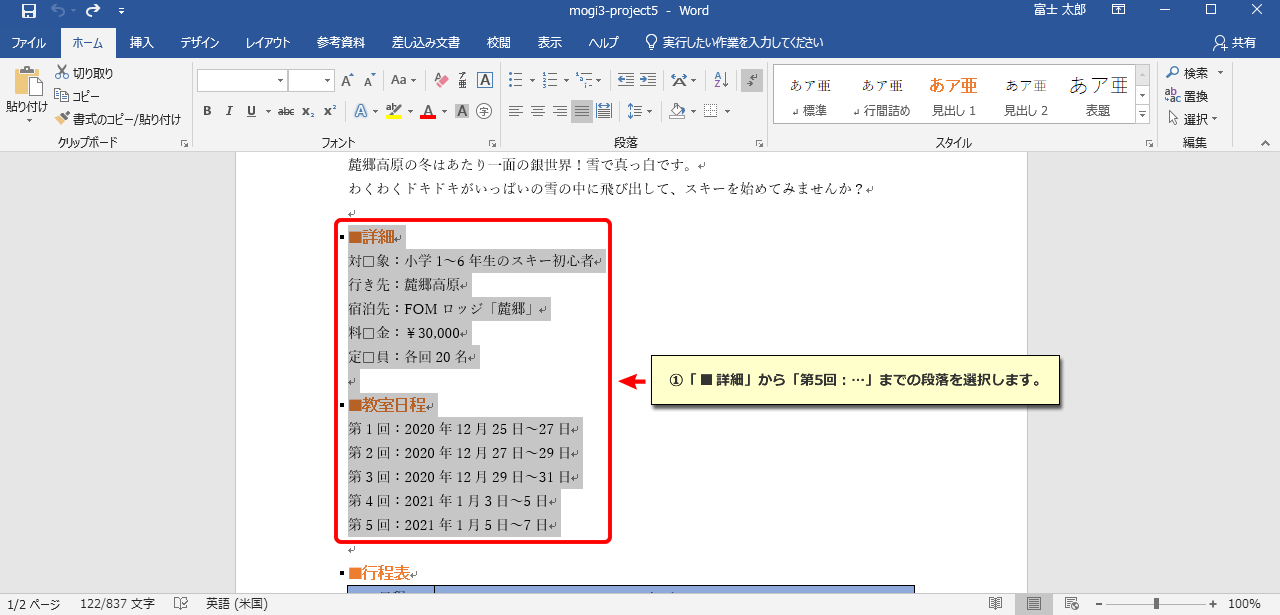 mogi3-project5 - Word
富士 太郎
ファイル ホーム 挿入 デザイン レイアウト 参考資料 差し込み文書 校閲 表示 ヘルプ 実行したい作業を入力してください 共有
貼り付け
切り取り
コピー
書式のコピー/貼り付け
クリップボード
Aa
B I U abc x₂ x² A aly A A 字
フォント
段落
あア亜 あア亜 あア亜 あア亜 あア亜
↲ 標準 ↲ 行間詰め 見出し 1 見出し 2 表題
スタイル
検索
置換
選択
編集
麓郷高原の冬はあたり一面の銀世界！雪で真っ白です。
わくわくドキドキがいっぱいの雪の中に飛び出して、スキーを始めてみませんか？
■詳細
対□象：小学 1～6 年生のスキー初心者
行き先：麓郷高原
宿泊先：FOM ロッジ「麓郷」
料□金：￥30,000
定□員：各回 20 名
①「 ■ 詳細」から「第5回：…」までの段落を選択します。
■教室日程
第 1 回：2020 年 12 月 25 日～27 日
第 2 回：2020 年 12 月 27 日～29 日
第 3 回：2020 年 12 月 29 日～31 日
第 4 回：2021 年 1 月 3 日～5 日
第 5 回：2021 年 1 月 5 日～7 日
■行程表
1/2 ページ 122/837 文字 英語 (米国) 100%